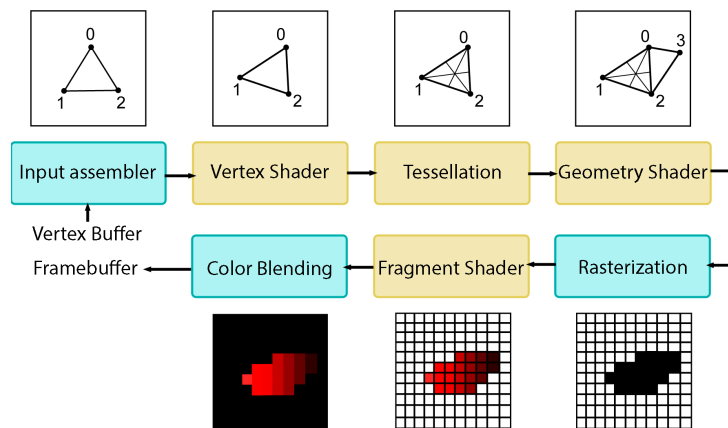 0
1
2
0
1
2
0
1
2
0
3
1
2
Input assembler
Vertex Shader
Tessellation
Geometry Shader
Vertex Buffer
Framebuffer
Color Blending
Fragment Shader
Rasterization